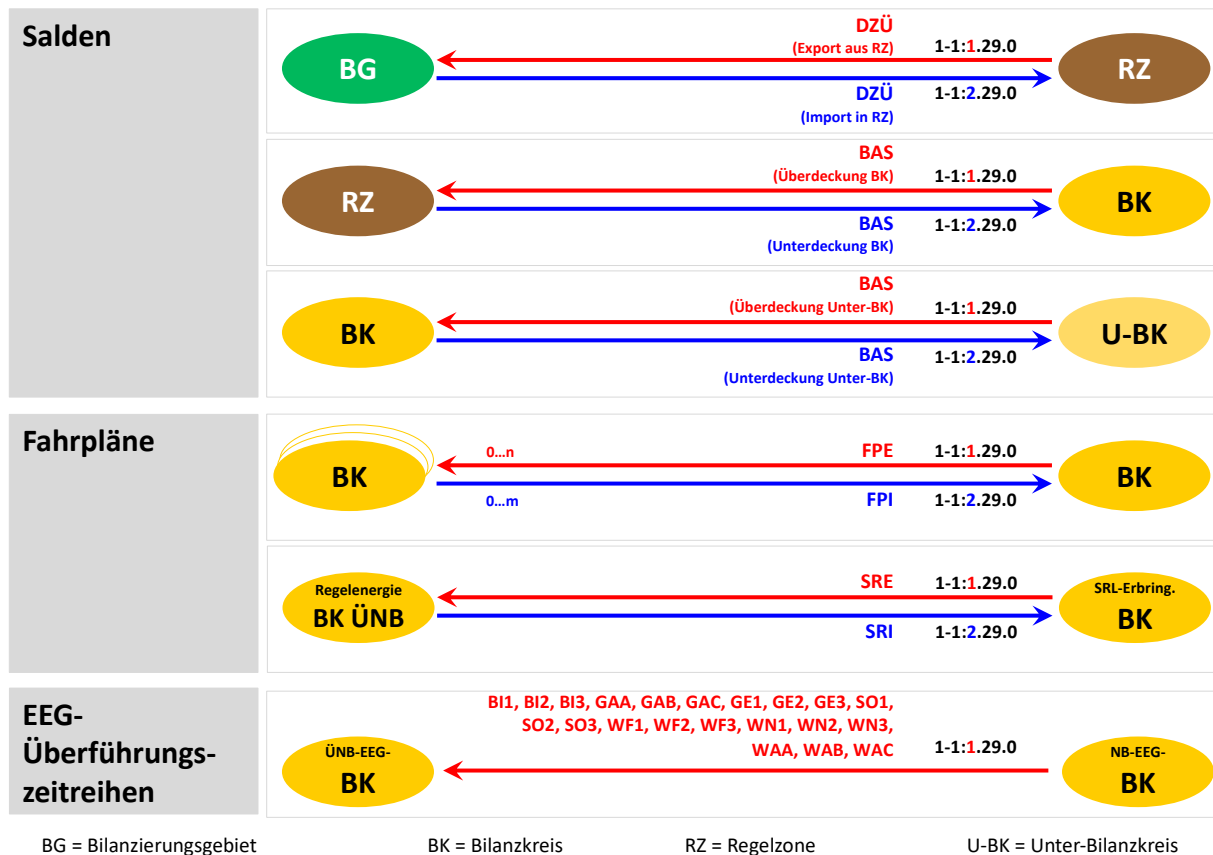 Salden
BG
DZÜ
(Export aus RZ)
1-1:1.29.0
DZÜ
(Import in RZ)
1-1:2.29.0
RZ
RZ
BAS
(Überdeckung BK)
1-1:1.29.0
BAS
(Unterdeckung BK)
1-1:2.29.0
BK
BK
BAS
(Überdeckung Unter-BK)
1-1:1.29.0
BAS
(Unterdeckung Unter-BK)
1-1:2.29.0
U-BK
Fahrpläne
BK
0...n
FPE
1-1:1.29.0
0...m
FPI
1-1:2.29.0
BK
Regelenergie
BK ÜNB
SRE
1-1:1.29.0
SRI
1-1:2.29.0
SRL-Erbring.
BK
EEG-
Überführungs-
zeitreihen
ÜNB-EEG-
BK
BI1, BI2, BI3, GAA, GAB, GAC, GE1, GE2, GE3, SO1,
SO2, SO3, WF1, WF2, WF3, WN1, WN2, WN3,
WAA, WAB, WAC
1-1:1.29.0
NB-EEG-
BK
BG = Bilanzierungsgebiet
BK = Bilanzkreis
RZ = Regelzone
U-BK = Unter-Bilanzkreis